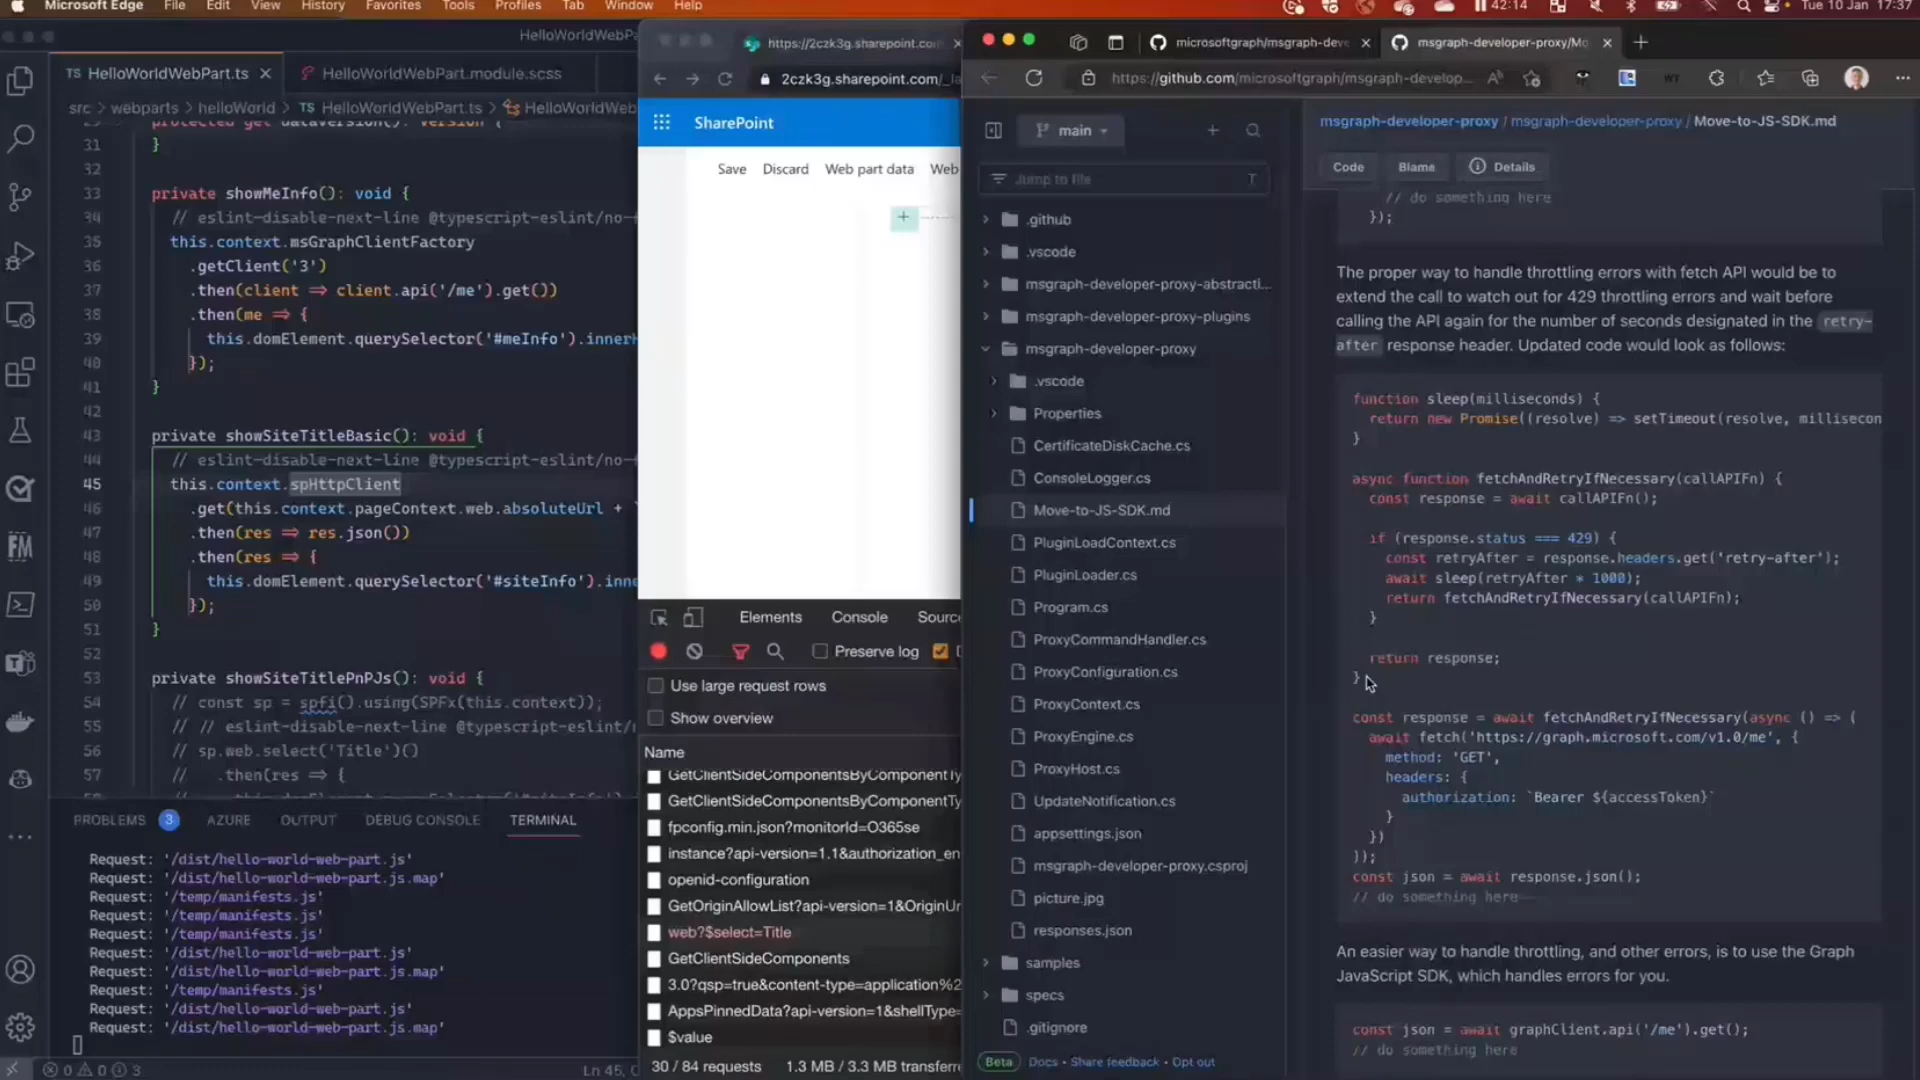 Microsoft Edge File Edit View History Favorites Tools Profiles Tab Window Help
42:14
Tue 10 Jan 17:37
HelloWorldWebPart.ts
HelloWorldWebPart.module.scss
src > webparts > helloWorld > TS HelloWorldWebPart.ts >
31 }
32
33 private showMeInfo(): void {
34 // eslint-disable-next-line @typescript-eslint/no-
35 this.context.msGraphClientFactory
36 .getClient('3')
37 .then(client => client.api('/me').get())
38 .then(me => {
39 this.domElement.querySelector('#meInfo').innerH
40 });
41 }
42
43 private showSiteTitleBasic(): void {
44 // eslint-disable-next-line @typescript-eslint/no-
45 this.context.spHttpClient
46 .get(this.context.pageContext.web.absoluteUrl + `
47 .then(res => res.json())
48 .then(res => {
49 this.domElement.querySelector('#siteInfo').inne
50 });
51 }
52
53 private showSiteTitlePnPJs(): void {
54 // const sp = spfi().using(SPFx(this.context));
55 // // eslint-disable-next-line @typescript-eslint/
56 // sp.web.select('Title')()
57 // .then(res => {
PROBLEMS 3 AZURE OUTPUT DEBUG CONSOLE TERMINAL
Request: '/dist/hello-world-web-part.js'
Request: '/dist/hello-world-web-part.js.map'
Request: '/temp/manifests.js'
Request: '/temp/manifests.js'
Request: '/temp/manifests.js'
Request: '/dist/hello-world-web-part.js'
Request: '/dist/hello-world-web-part.js.map'
Request: '/temp/manifests.js'
Request: '/dist/hello-world-web-part.js'
Request: '/dist/hello-world-web-part.js.map'
0 0 3
Ln 45,
https://2czk3g.sharepoint.com
2czk3g.sharepoint.com/_la
SharePoint
Save Discard Web part data Web
Elements Console Source
Preserve log
Use large request rows
Show overview
Name
GetClientSideComponentsByComponentTy
GetClientSideComponentsByComponentTy
fpconfig.min.json?monitorId=O365se
instance?api-version=1.1&authorization_en
openid-configuration
GetOriginAllowList?api-version=1&OriginUr
web?$select=Title
GetClientSideComponents
3.0?qsp=true&content-type=application%2
AppsPinnedData?api-version=1&shellType=
$value
30 / 84 requests 1.3 MB / 3.3 MB transferre
microsoftgraph/msgraph-deve
msgraph-developer-proxy/Mo
https://github.com/microsoftgraph/msgraph-develop...
main
Jump to file T
.github
.vscode
msgraph-developer-proxy-abstracti...
msgraph-developer-proxy-plugins
msgraph-developer-proxy
.vscode
Properties
CertificateDiskCache.cs
ConsoleLogger.cs
Move-to-JS-SDK.md
PluginLoadContext.cs
PluginLoader.cs
Program.cs
ProxyCommandHandler.cs
ProxyConfiguration.cs
ProxyContext.cs
ProxyEngine.cs
ProxyHost.cs
UpdateNotification.cs
appsettings.json
msgraph-developer-proxy.csproj
picture.jpg
responses.json
samples
specs
.gitignore
Beta Docs • Share feedback • Opt out
msgraph-developer-proxy / msgraph-developer-proxy / Move-to-JS-SDK.md
Code Blame Details
// do something here
});
The proper way to handle throttling errors with fetch API would be to
extend the call to watch out for 429 throttling errors and wait before
calling the API again for the number of seconds designated in the retry-
after response header. Updated code would look as follows:
function sleep(milliseconds) {
return new Promise((resolve) => setTimeout(resolve, millisecon
}
async function fetchAndRetryIfNecessary(callAPIFn) {
const response = await callAPIFn();
if (response.status === 429) {
const retryAfter = response.headers.get('retry-after');
await sleep(retryAfter * 1000);
return fetchAndRetryIfNecessary(callAPIFn);
}
return response;
}
const response = await fetchAndRetryIfNecessary(async () => (
await fetch('https://graph.microsoft.com/v1.0/me', {
method: 'GET',
headers: {
authorization: `Bearer ${accessToken}`
}
})
));
const json = await response.json();
// do something here
An easier way to handle throttling, and other errors, is to use the Graph
JavaScript SDK, which handles errors for you.
const json = await graphClient.api('/me').get();
// do something here